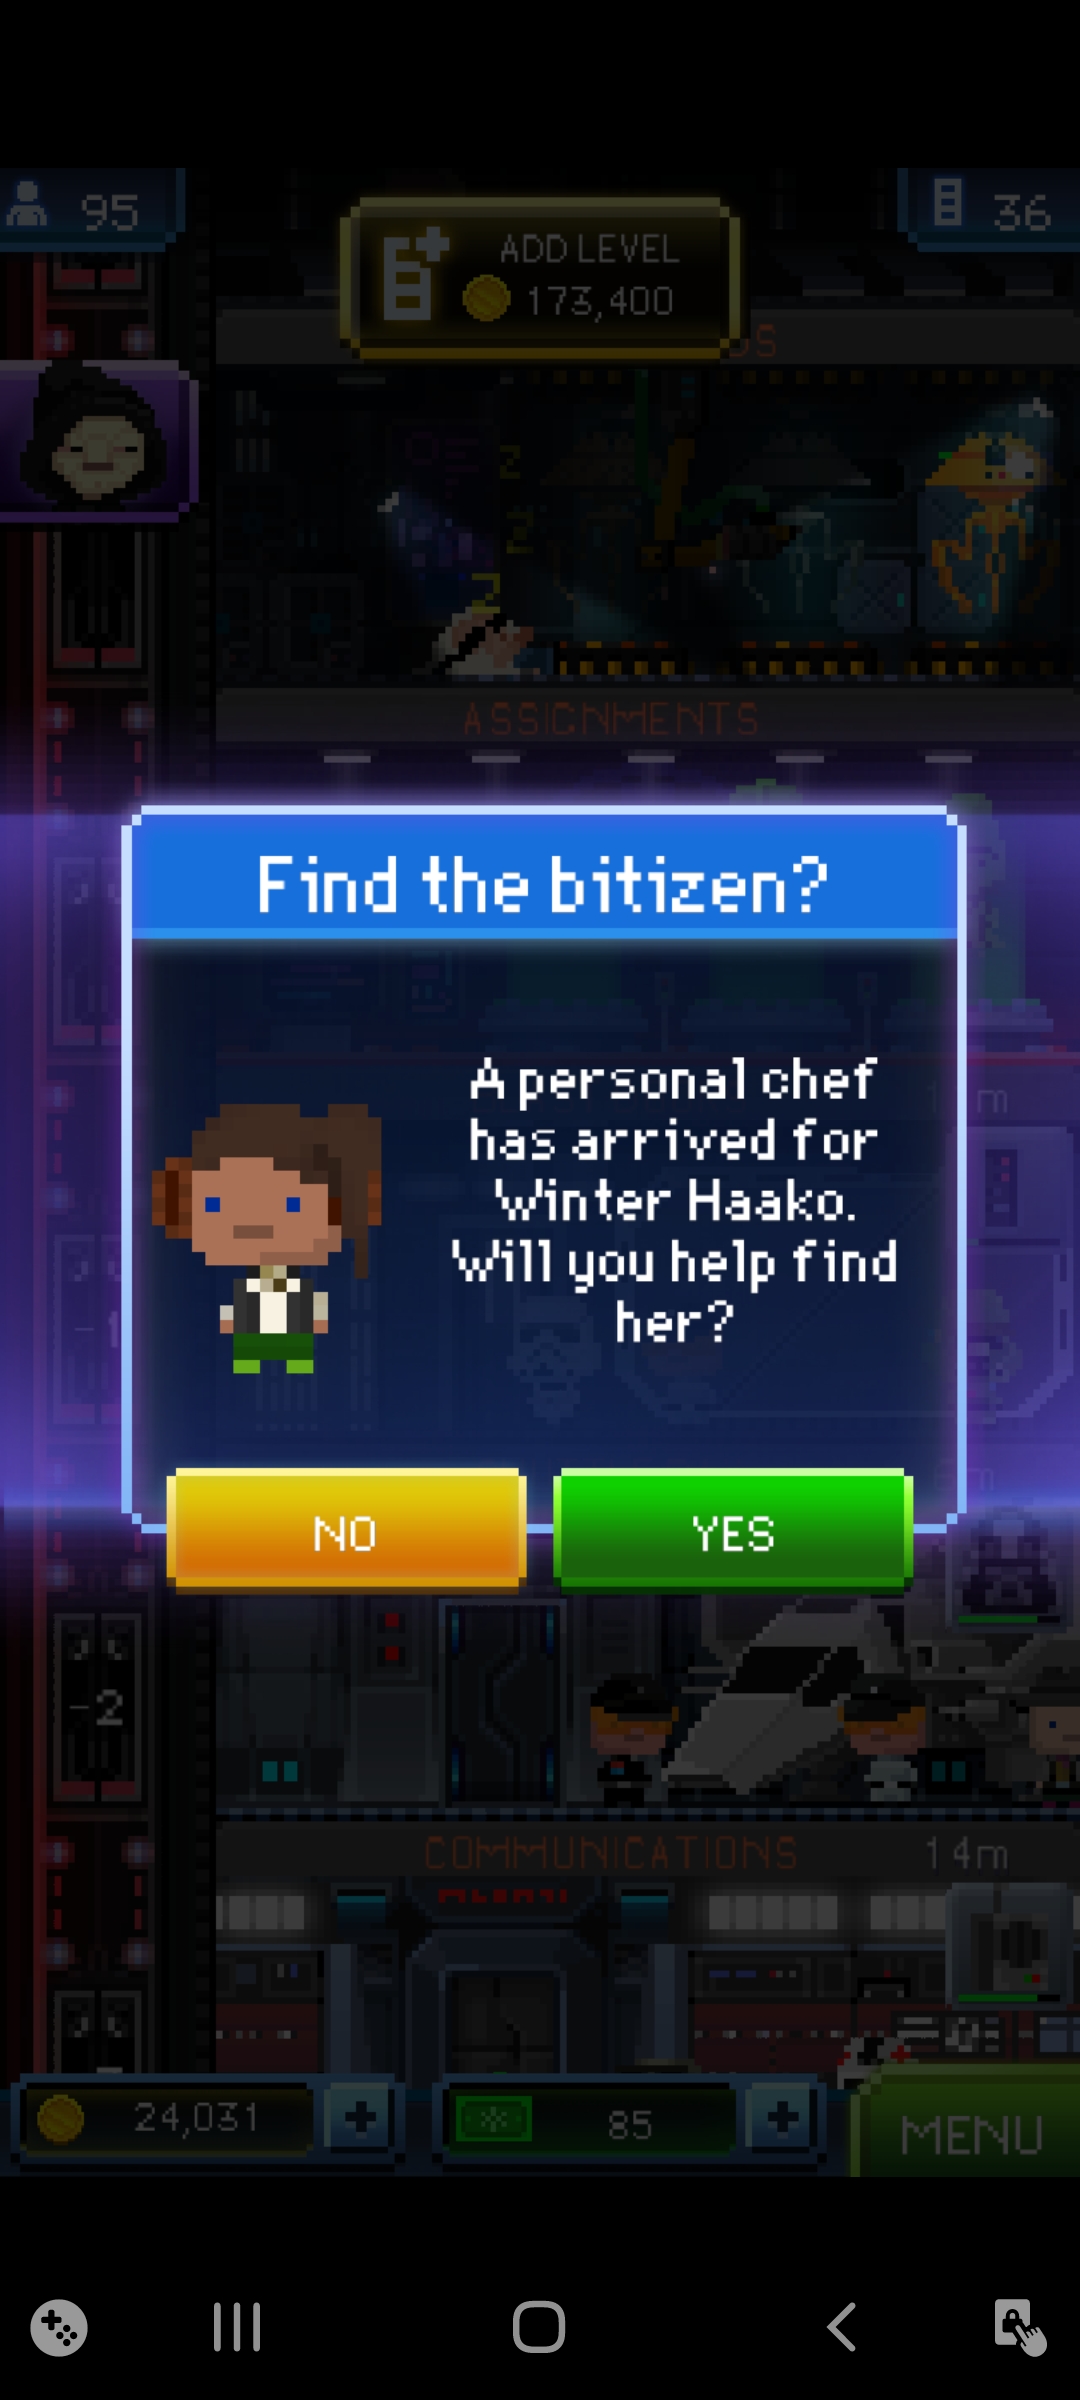 95
ADD LEVEL
173,400
36
ASSIGNMENTS
Find the bitizen?
A personal chef
has arrived for
Winter Haako.
Will you help find
her?
NO
YES
-2
COMMUNICATIONS
14m
24,031
85
MENU